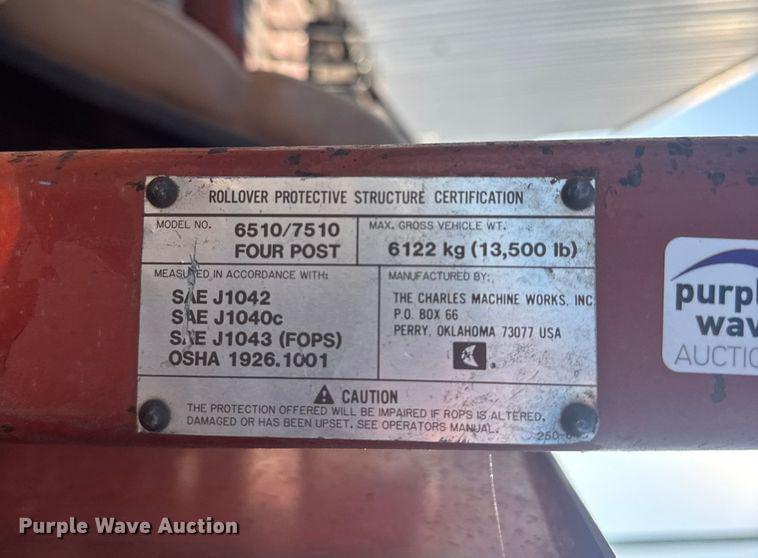 ROLLOVER PROTECTIVE STRUCTURE CERTIFICATION
MODEL NO. 6510/7510
FOUR POST
MAX. GROSS VEHICLE WT.
6122 kg (13,500 lb)
MEASURED IN ACCORDANCE WITH:
SAE J1042
SAE J1040c
SAE J1043 (FOPS)
OSHA 1926.1001
MANUFACTURED BY:
THE CHARLES MACHINE WORKS, INC
P.O. BOX 66
PERRY, OKLAHOMA 73077 USA
CAUTION
THE PROTECTION OFFERED WILL BE IMPAIRED IF ROPS IS ALTERED,
DAMAGED OR HAS BEEN UPSET. SEE OPERATORS MANUAL.
purpl
wav
AUCTIO
Purple Wave Auction